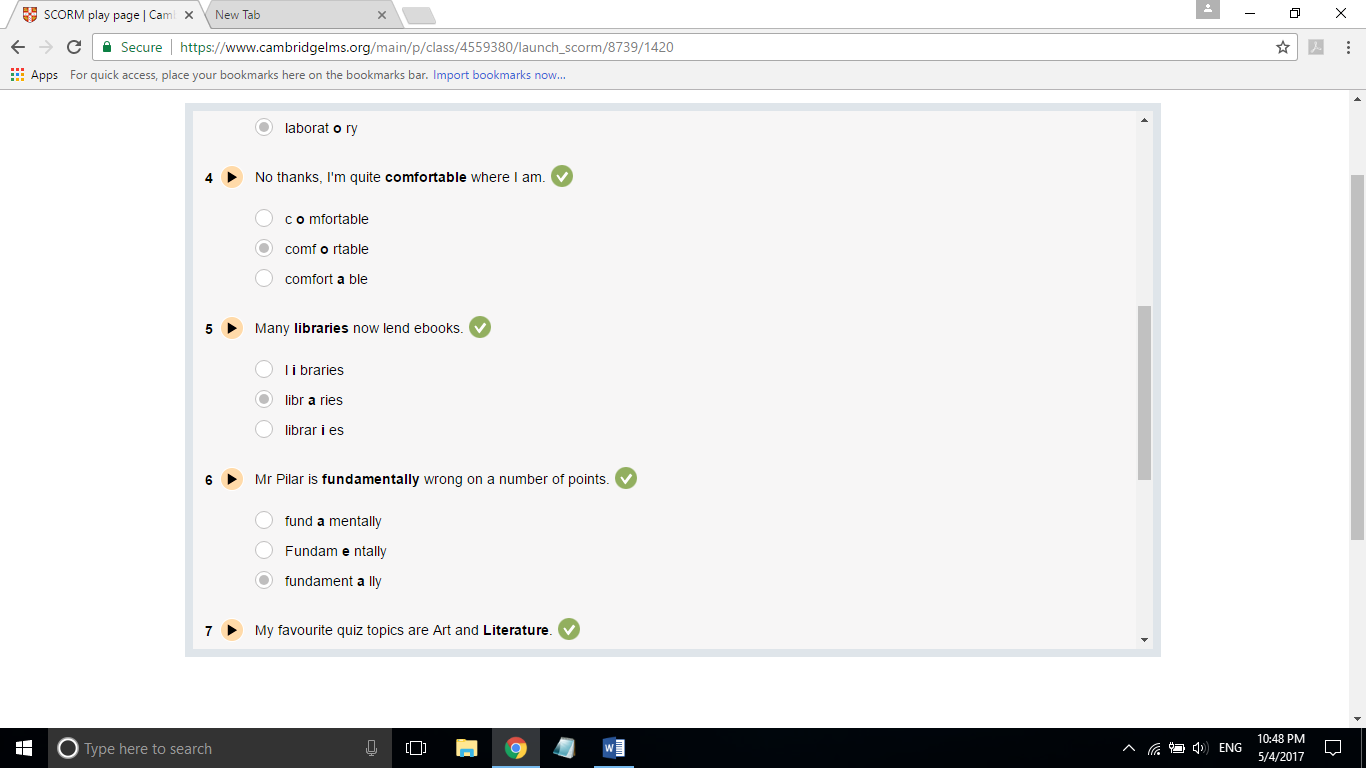 SCORM play page | Cami
New Tab
Secure
https://www.cambridgelms.org/main/p/class/4559380/launch_scorm/8739/1420
Apps
For quick access, place your bookmarks here on the bookmarks bar. Import bookmarks now...
laborat o ry
4 No thanks, I'm quite comfortable where I am.
c o mfortable
comf o rtable
comfort a ble
5 Many libraries now lend ebooks.
l i braries
libr a ries
librar i es
6 Mr Pilar is fundamentally wrong on a number of points.
fund a mentally
Fundam e ntally
fundament a lly
7 My favourite quiz topics are Art and Literature.
Type here to search
ENG
10:48 PM
5/4/2017